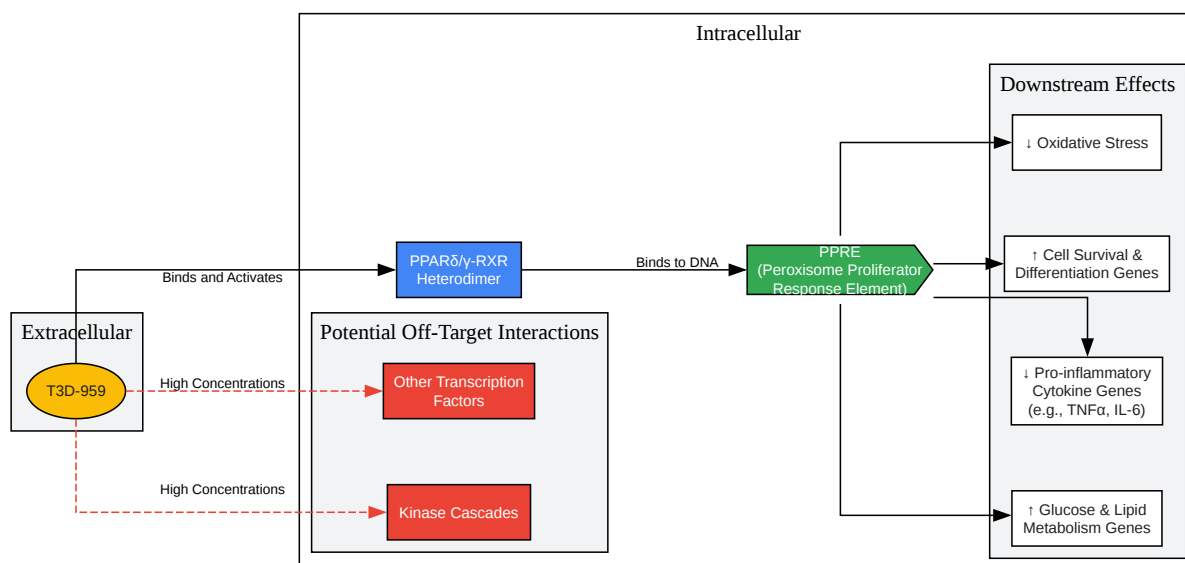 Intracellular
Downstream Effects
↓ Oxidative Stress
PPARδ/γ-RXR
Heterodimer
Binds to DNA
PPRE
(Peroxisome Proliferator
Response Element)
↑ Cell Survival &
Differentiation Genes
Binds and Activates
Extracellular
T3D-959
Potential Off-Target Interactions
High Concentrations
Other Transcription
Factors
↓ Pro-inflammatory
Cytokine Genes
(e.g., TNFα, IL-6)
High Concentrations
Kinase Cascades
↑ Glucose & Lipid
Metabolism Genes